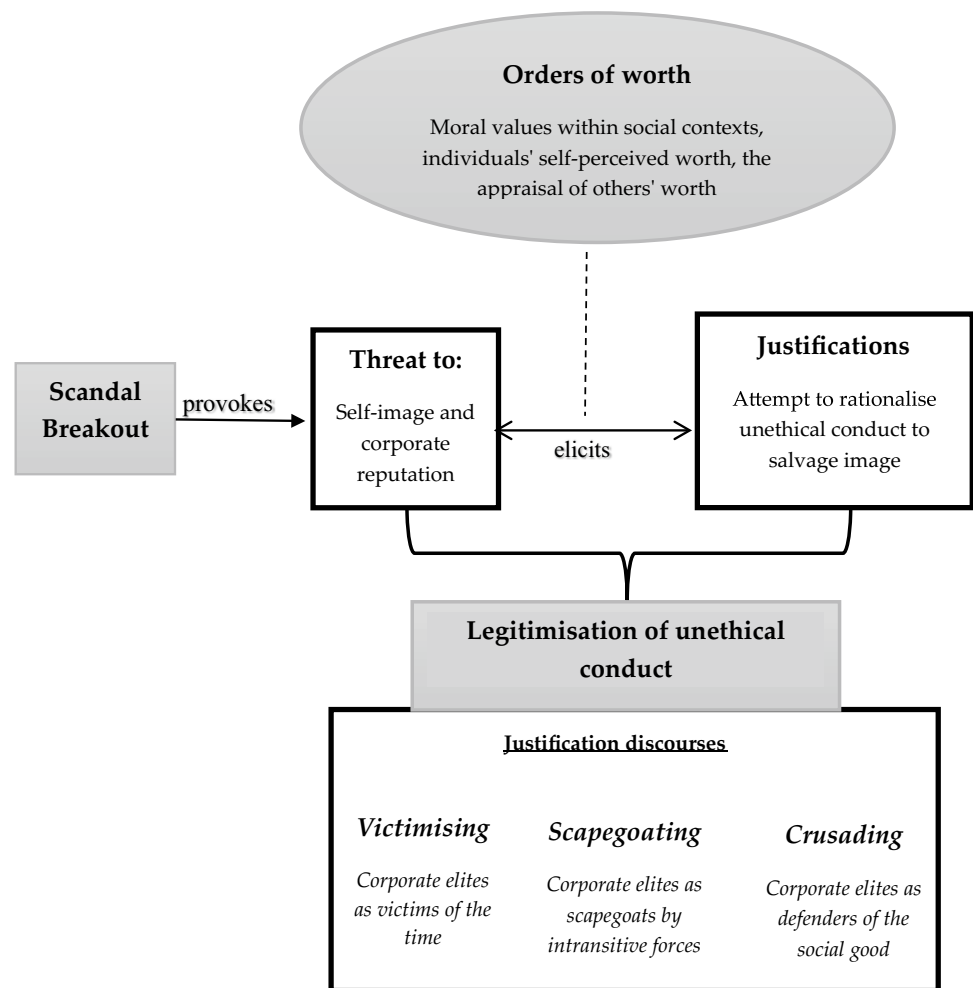 Orders of worth
Moral values within social contexts,
individuals' self-perceived worth, the
appraisal of others' worth
Scandal
Breakout
provokes
Threat to:
Self-image and
corporate
reputation
elicits
Justifications
Attempt to rationalise
unethical conduct to
salvage image
Legitimisation of unethical
conduct
Justification discourses
Victimising
Corporate elites
as victims of the
time
Scapegoating
Corporate elites as
scapegoats by
intransitive forces
Crusading
Corporate elites as
defenders of the
social good